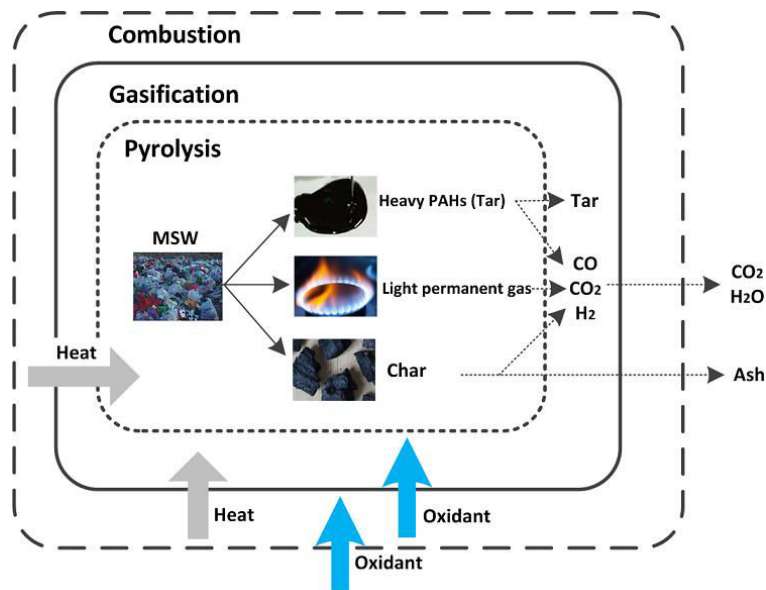 Combustion
Gasification
Pyrolysis
Heavy PAHs (Tar)
Tar
MSW
CO
CO₂
H₂
Light permanent gas
CO₂
H₂O
Heat
Char
Ash
Heat
Oxidant
Oxidant